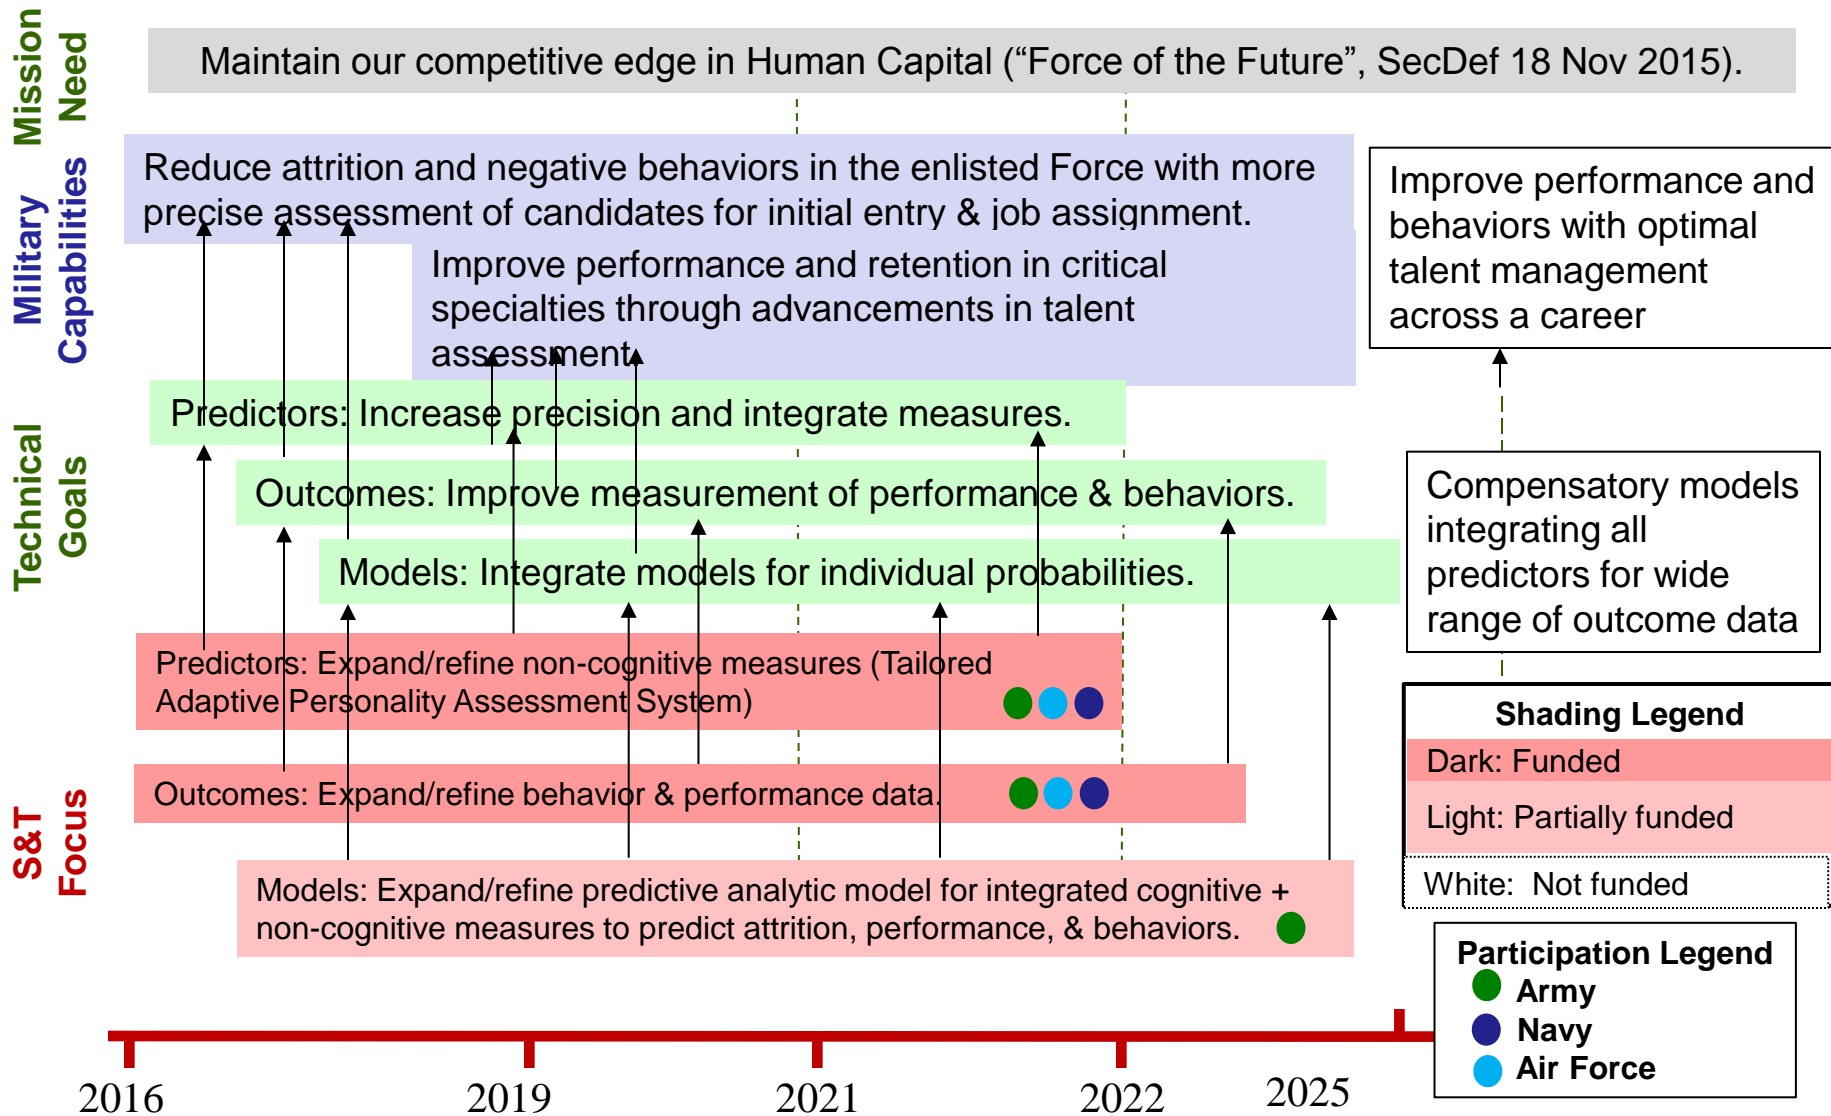 Mission
Need
Maintain our competitive edge in Human Capital (“Force of the Future”, SecDef 18 Nov 2015).
Military
Capabilities
Reduce attrition and negative behaviors in the enlisted Force with more
precise assessment of candidates for initial entry & job assignment.
Improve performance and retention in critical
specialties through advancements in talent
assessment.
Improve performance and
behaviors with optimal
talent management
across a career
Technical
Goals
Predictors: Increase precision and integrate measures.
Outcomes: Improve measurement of performance & behaviors.
Models: Integrate models for individual probabilities.
Compensatory models
integrating all
predictors for wide
range of outcome data
S&T
Focus
Predictors: Expand/refine non-cognitive measures (Tailored
Adaptive Personality Assessment System)
Outcomes: Expand/refine behavior & performance data.
Models: Expand/refine predictive analytic model for integrated cognitive +
non-cognitive measures to predict attrition, performance, & behaviors.
Shading Legend
Dark: Funded
Light: Partially funded
White: Not funded
Participation Legend
Army
Navy
Air Force
2016
2019
2021
2022
2025